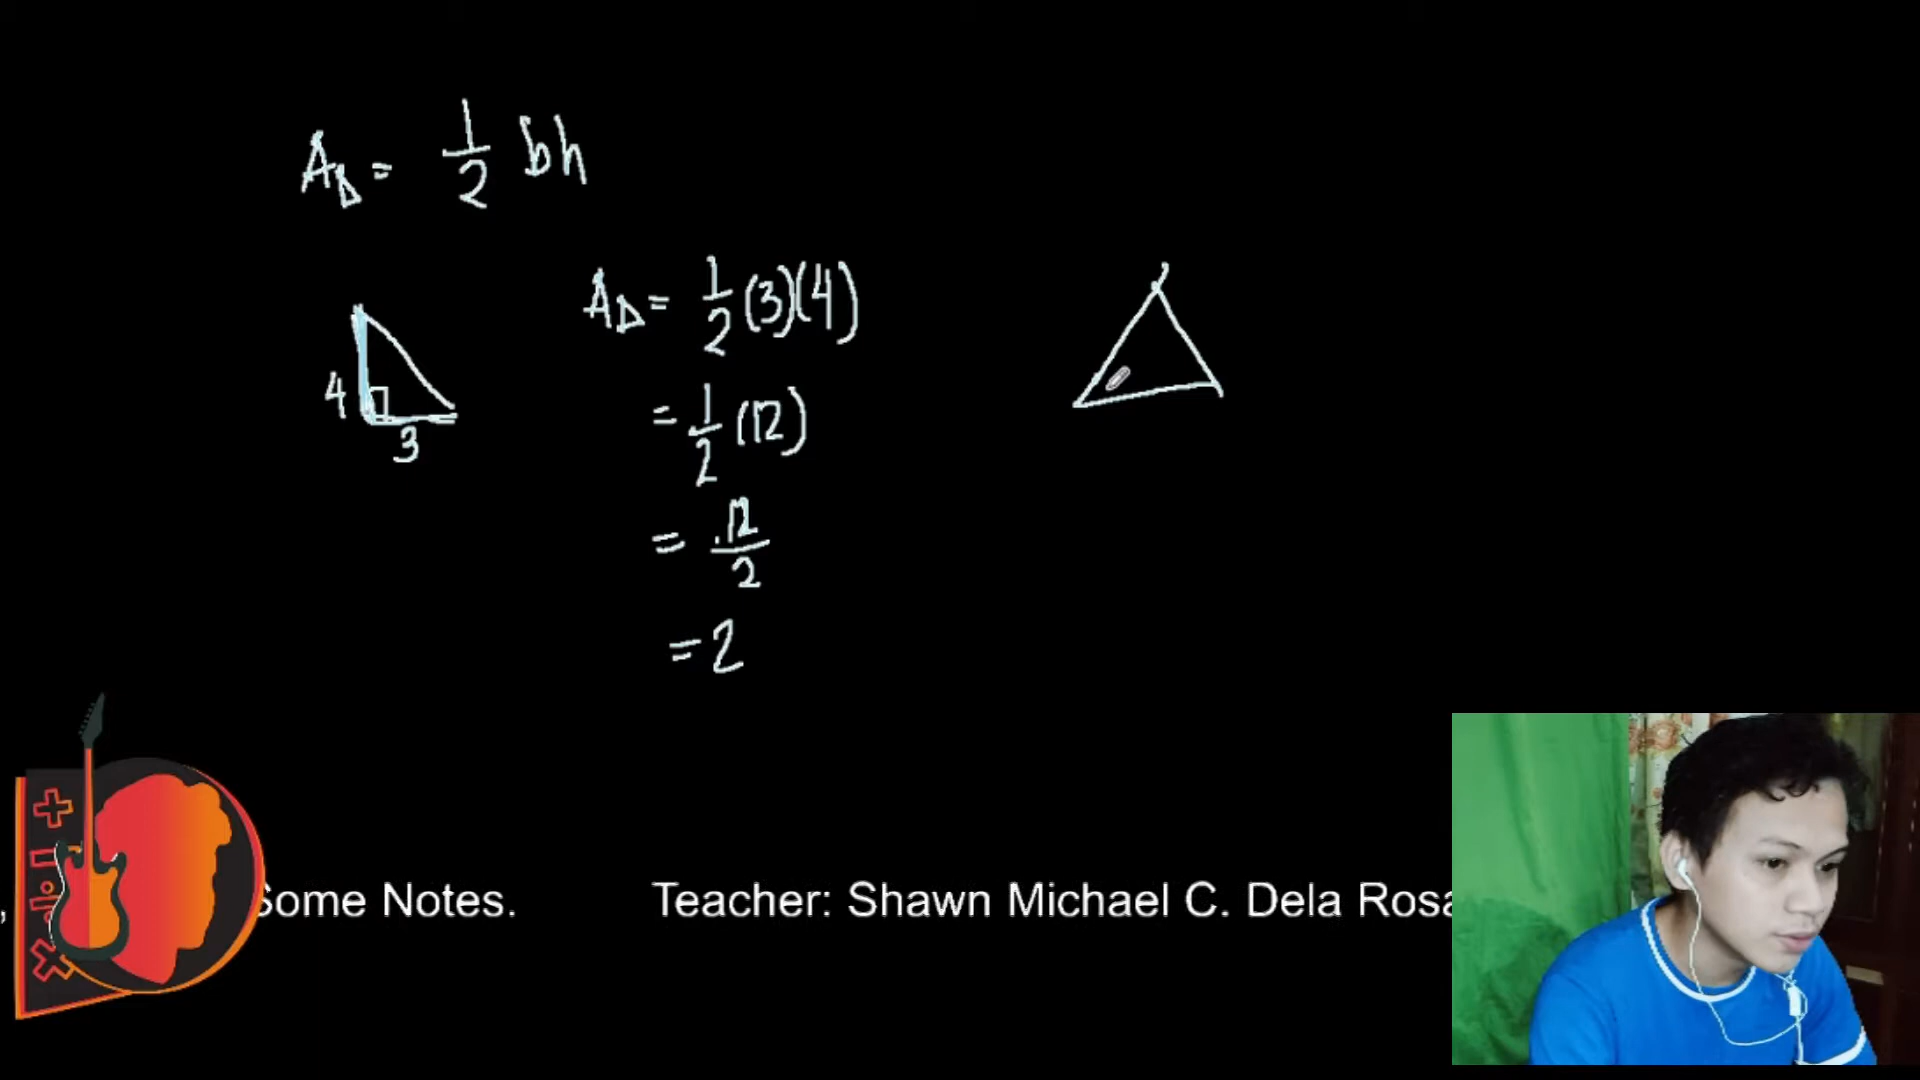 A△ = 1/2 bh
A△ = 1/2 (3)(4)
4
3
= 1/2 (12)
= 12/2
= 2
, Some Notes. Teacher: Shawn Michael C. Dela Rosa